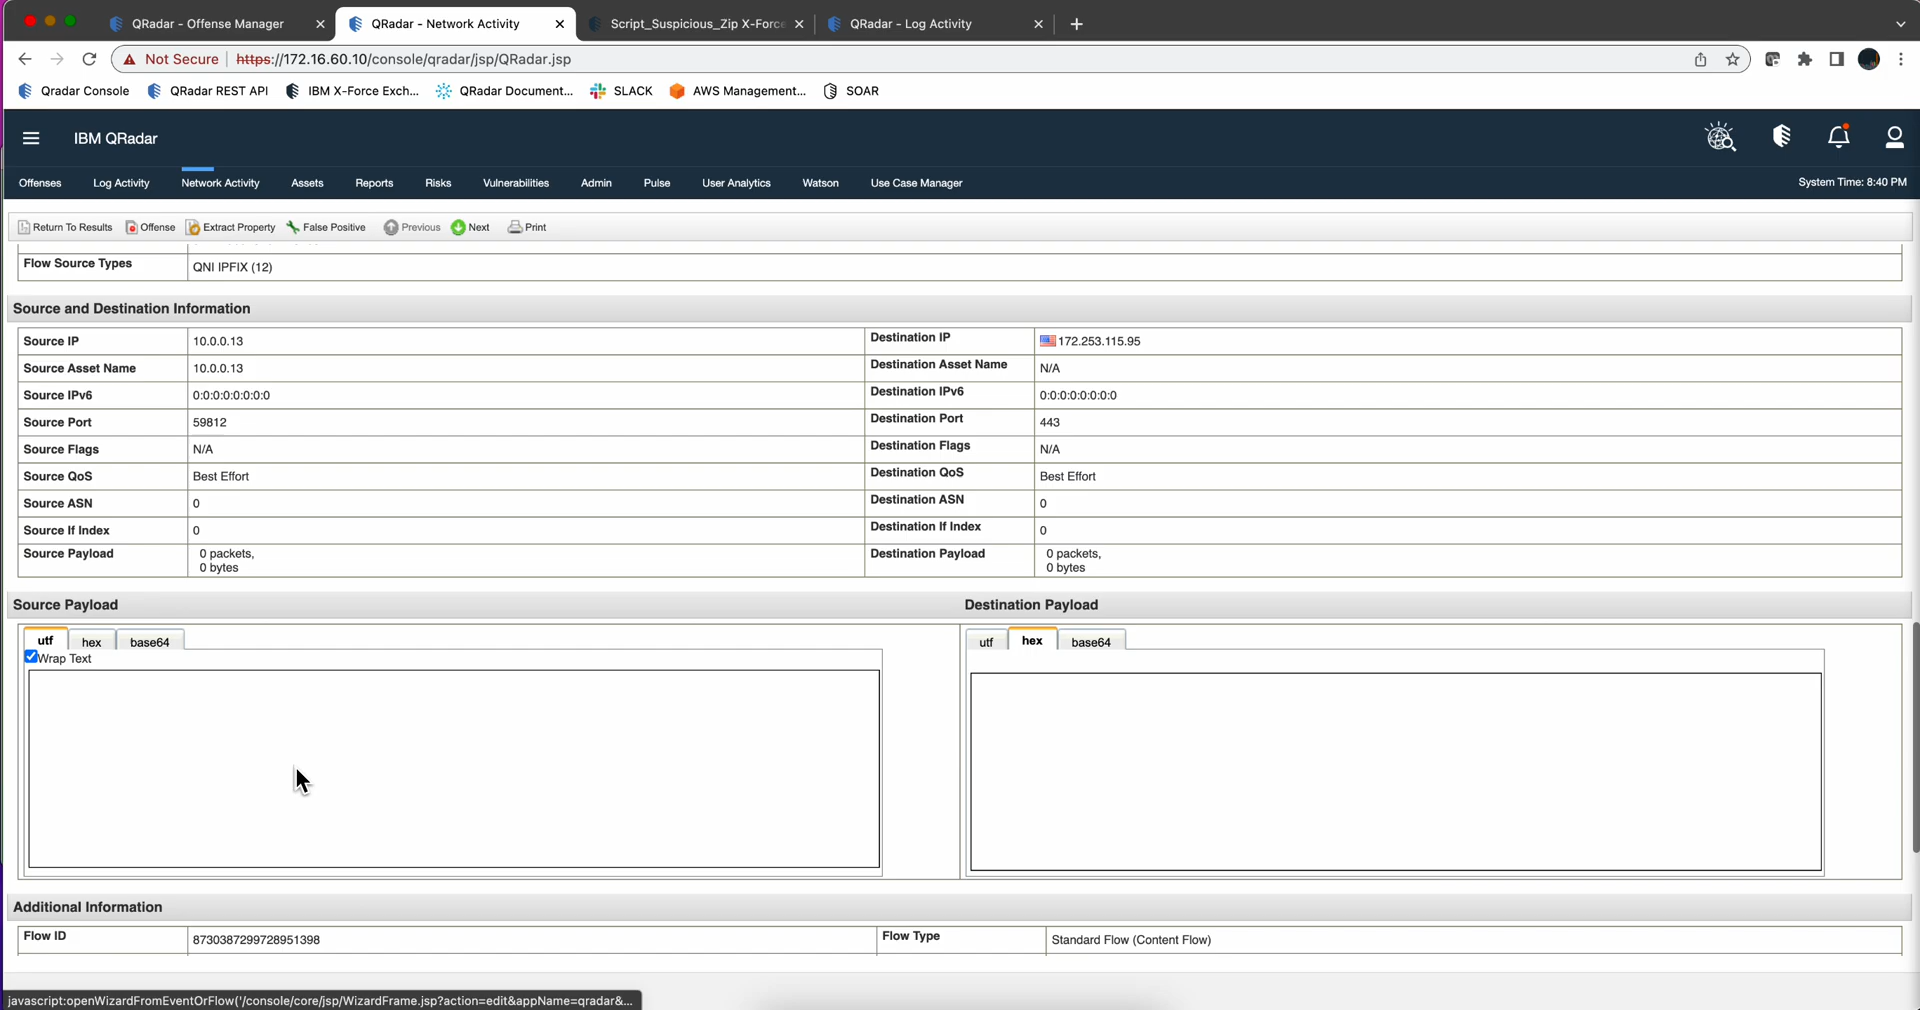 QRadar - Offense Manager
QRadar - Network Activity
Script_Suspicious_Zip X-Force
QRadar - Log Activity
Not Secure
https://172.16.60.10/console/qradar/jsp/QRadar.jsp
Qradar Console
QRadar REST API
IBM X-Force Exch...
QRadar Document...
SLACK
AWS Management...
SOAR
IBM QRadar
Offenses
Log Activity
Network Activity
Assets
Reports
Risks
Vulnerabilities
Admin
Pulse
User Analytics
Watson
Use Case Manager
System Time: 8:40 PM
Return To Results
Offense
Extract Property
False Positive
Previous
Next
Print
Flow Source Types QNI IPFIX (12)
Source and Destination Information
Source IP 10.0.0.13 Destination IP 172.253.115.95
Source Asset Name 10.0.0.13 Destination Asset Name N/A
Source IPv6 0:0:0:0:0:0:0:0 Destination IPv6 0:0:0:0:0:0:0:0
Source Port 59812 Destination Port 443
Source Flags N/A Destination Flags N/A
Source QoS Best Effort Destination QoS Best Effort
Source ASN 0 Destination ASN 0
Source If Index 0 Destination If Index 0
Source Payload 0 packets, Destination Payload 0 packets,
0 bytes 0 bytes
Source Payload Destination Payload
utf hex base64 utf hex base64
Wrap Text
Additional Information
Flow ID 8730387299728951398 Flow Type Standard Flow (Content Flow)
javascript:openWizardFromEventOrFlow('/console/core/jsp/WizardFrame.jsp?action=edit&appName=qradar&...